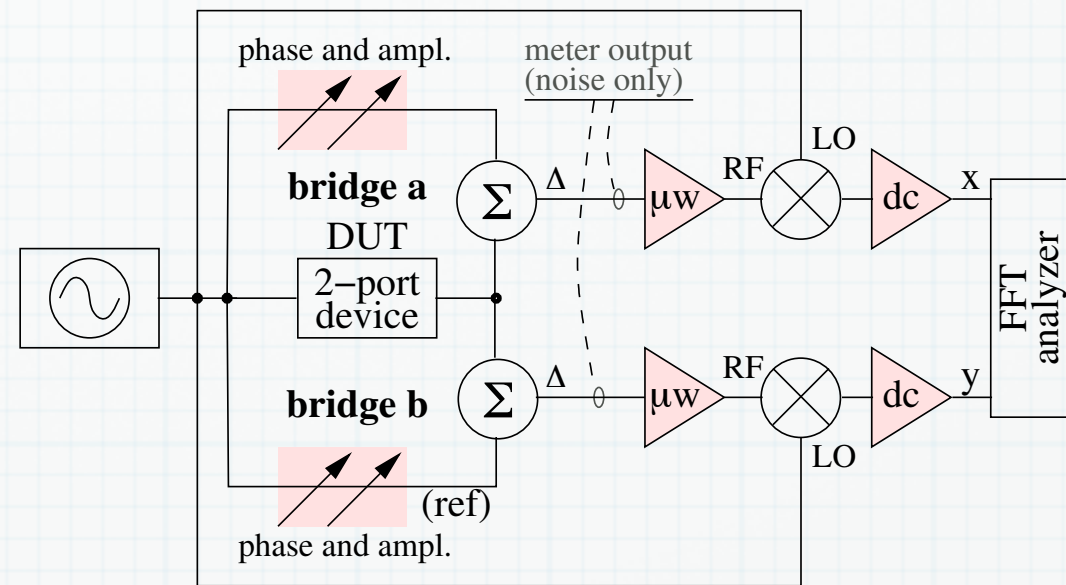 phase and ampl.
meter output
(noise only)
LO
bridge a
Δ
RF
x
Σ
μw
dc
DUT
2−port
device
FFT
analyzer
bridge b
Δ
RF
y
Σ
μw
dc
LO
(ref)
phase and ampl.